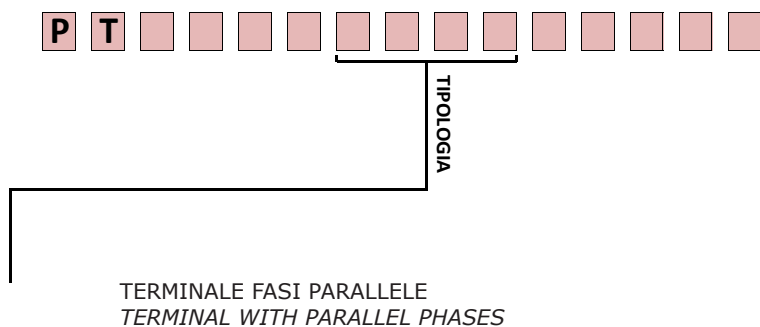 P T
TIPOLOGIA
TERMINALE FASI PARALLELE
TERMINAL WITH PARALLEL PHASES